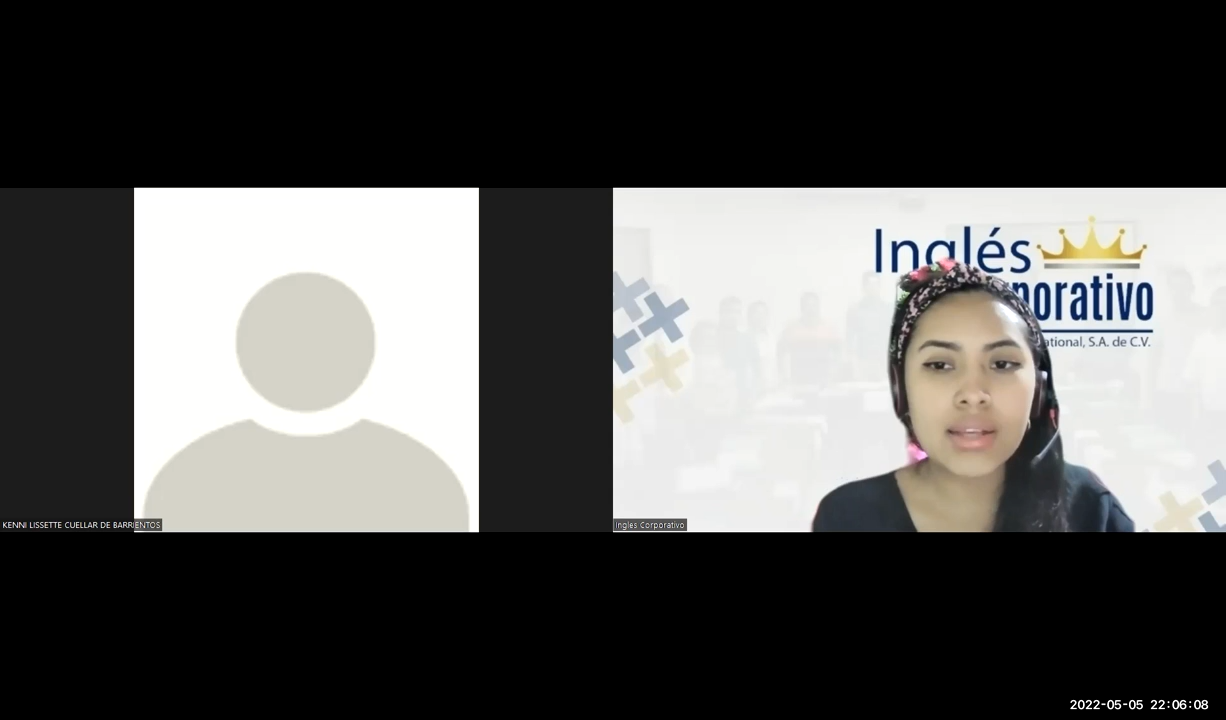 Inglés
porativo
ational, S.A. de C.V.
KENNI LISSETTE CUELLAR DE BARRIENTOS
Ingles Corporativo
2022-05-05 22:06:08